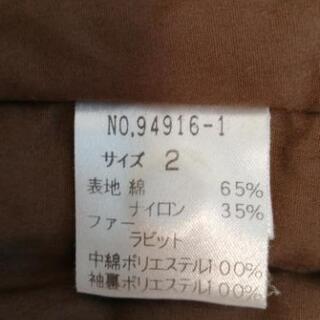 NO.94916-1
サイズ 2
表地 綿 65%
ナイロン 35%
ファー
ラビット
中綿ポリエステル100%
袖裏ポリエステル100%